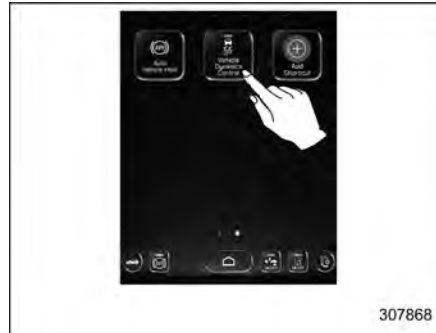 Auto
Vehicle Hold
Vehicle
Dynamics
Control
Add
Shortcut
307868